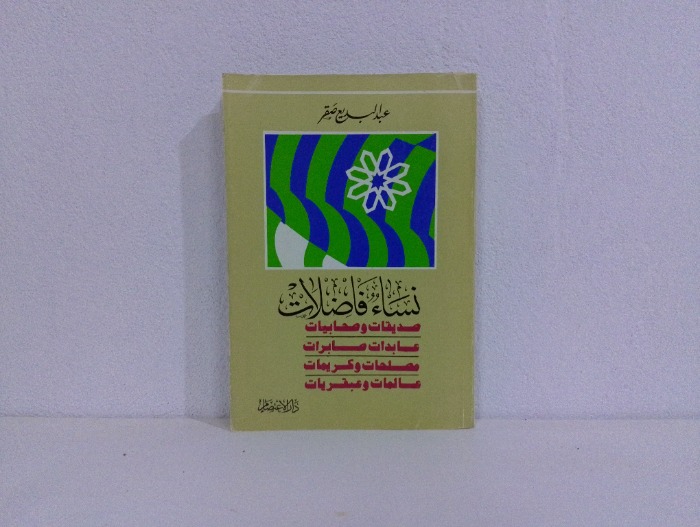 عبد البديع صقر
نساء فاضلات
صديقات وصحابيات
عابدات صابرات
مصلحات وكريمات
عالمات وعبقريات
دار الاعتصام